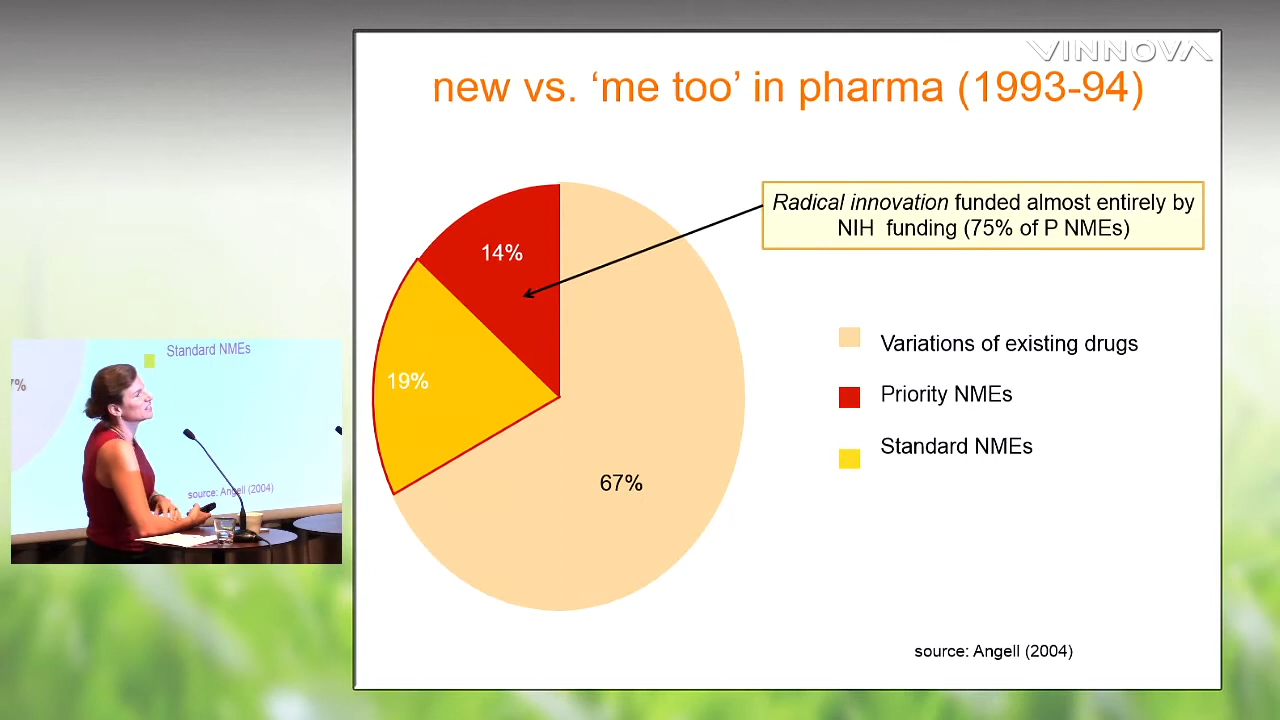 VINNOVA
new vs. ‘me too’ in pharma (1993-94)
Radical innovation funded almost entirely by
NIH funding (75% of P NMEs)
14%
19%
67%
Variations of existing drugs
Priority NMEs
Standard NMEs
source: Angell (2004)
Standard NMEs
7%
source: Angell (2004)